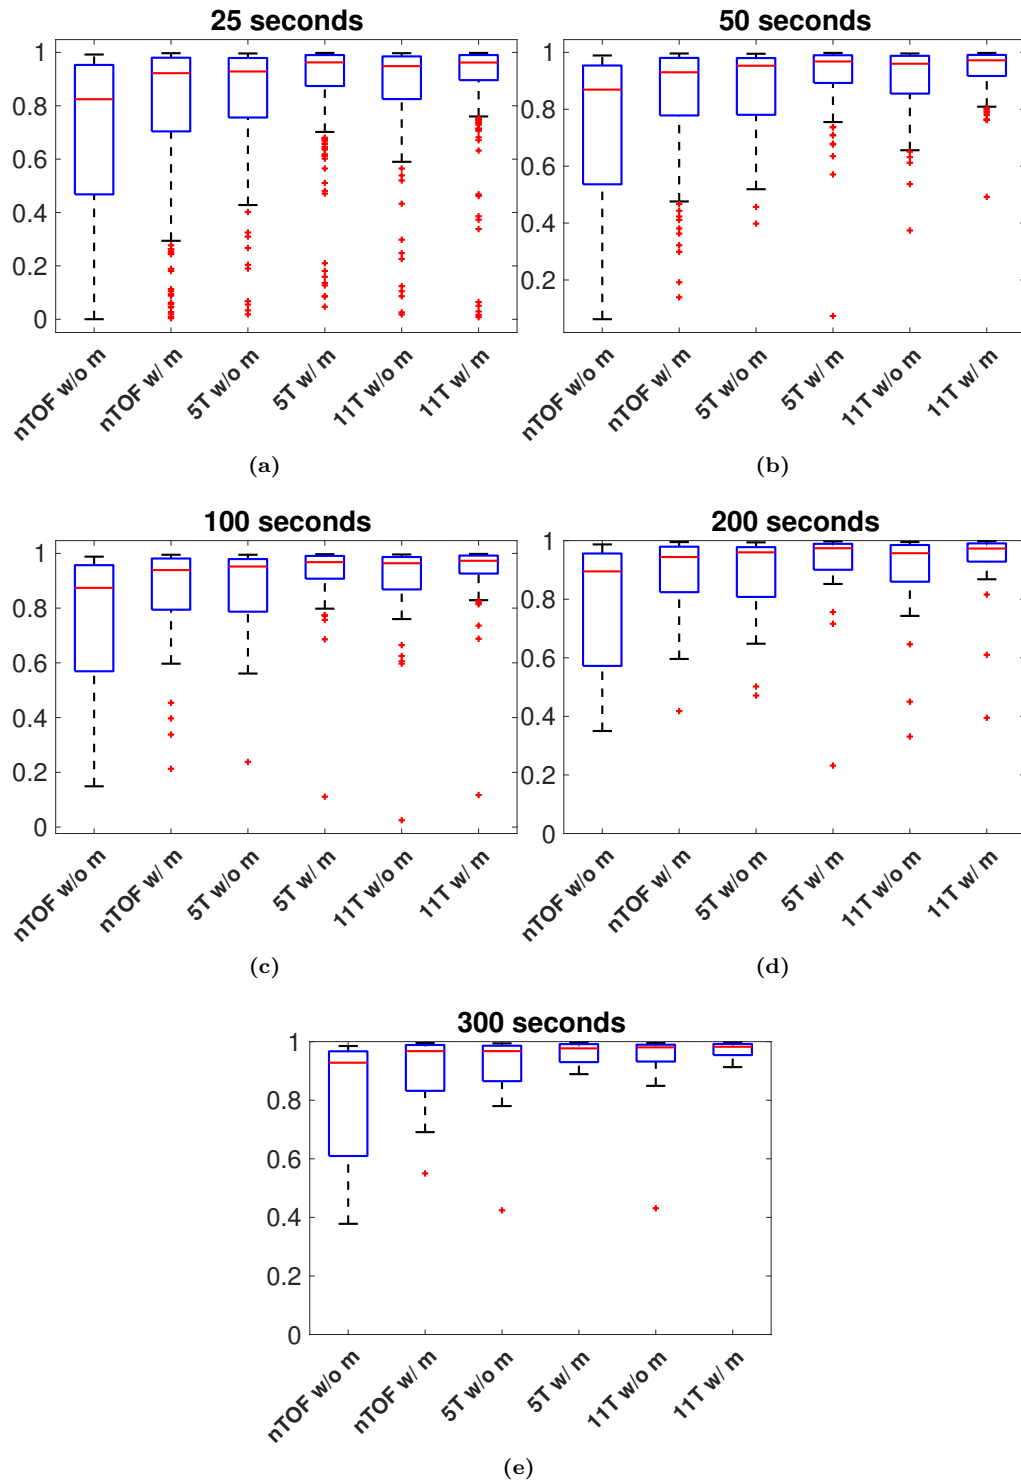 25 seconds
1
0.8
0.6
0.4
0.2
0
nTOF w/o m
nTOF w/ m
5T w/o m
5T w/ m
11T w/o m
11T w/ m
(a)
50 seconds
1
0.8
0.6
0.4
0.2
nTOF w/o m
nTOF w/ m
5T w/o m
5T w/ m
11T w/o m
11T w/ m
(b)
100 seconds
1
0.8
0.6
0.4
0.2
0
nTOF w/o m
nTOF w/ m
5T w/o m
5T w/ m
11T w/o m
11T w/ m
(c)
200 seconds
1
0.8
0.6
0.4
0.2
0
nTOF w/o m
nTOF w/ m
5T w/o m
5T w/ m
11T w/o m
11T w/ m
(d)
300 seconds
1
0.8
0.6
0.4
0.2
0
nTOF w/o m
nTOF w/ m
5T w/o m
5T w/ m
11T w/o m
11T w/ m
(e)